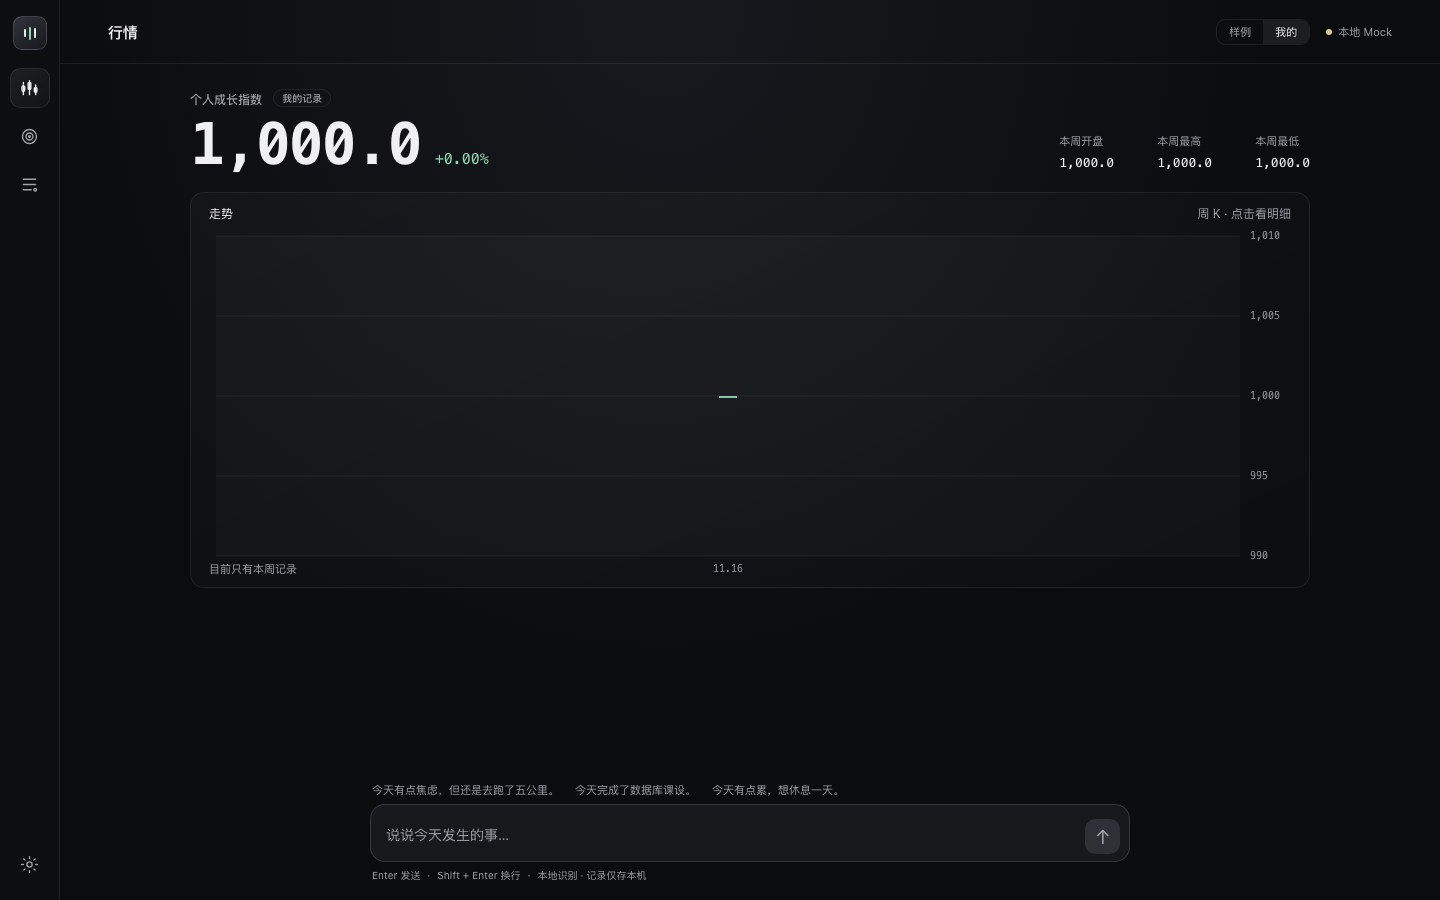 行情
样例 我的 本地 Mock
个人成长指数 我的记录
1,000.0 +0.00%
本周开盘 本周最高 本周最低
1,000.0 1,000.0 1,000.0
走势 周 K · 点击看明细
1,010
1,005
1,000
995
990
目前只有本周记录 11.16
今天有点焦虑，但还是去跑了五公里。 今天完成了数据库课设。 今天有点累，想休息一天。
说说今天发生的事...
Enter 发送 · Shift + Enter 换行 · 本地识别 · 记录仅存本机